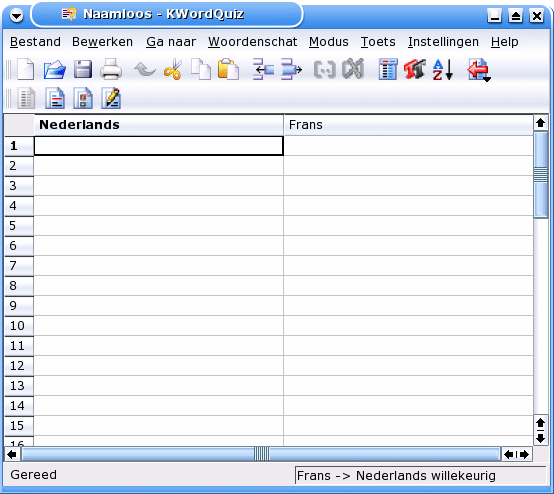 Naamloos - KWordQuiz
Bestand Bewerken Ga naar Woordenschat Modus Toets Instellingen Help
A
Z
Nederlands Frans
1
2
3
4
5
6
7
8
9
10
11
12
13
14
15
16
Gereed Frans -> Nederlands willekeurig